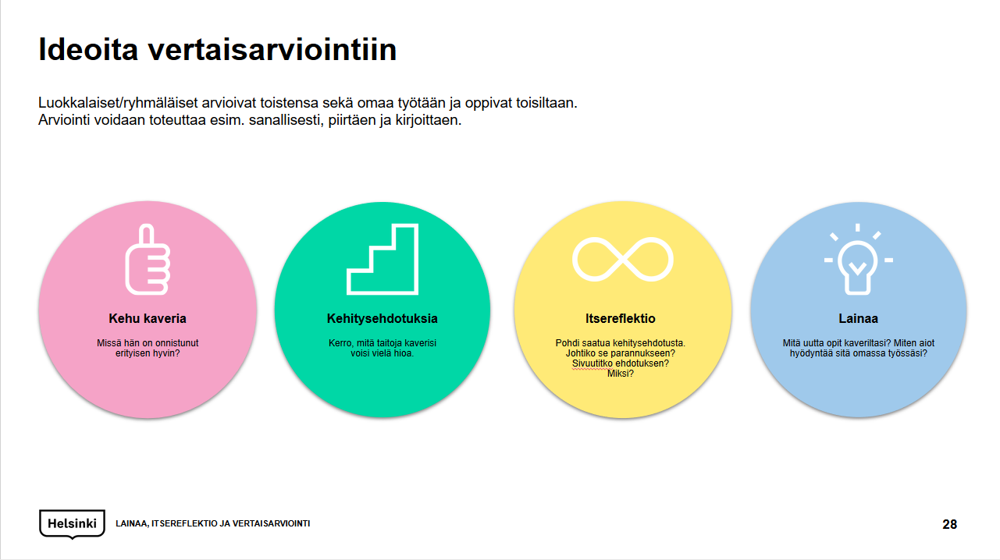 Ideoita vertaisarviointiin
Luokkalaiset/ryhmäläiset arvioivat toistensa sekä omaa työtään ja oppivat toisiltaan.
Arviointi voidaan toteuttaa esim. sanallisesti, piirtäen ja kirjoittaen.
Kehu kaveria
Missä hän on onnistunut
erityisen hyvin?
Kehitysehdotuksia
Kerro, mitä taitoja kaverisi
voisi vielä hioa.
Itsereflektio
Pohdi saatua kehitysehdotusta.
Johtiko se parannukseen?
Sivuutitko ehdotuksen?
Miksi?
Lainaa
Mitä uutta opit kaveriltasi? Miten aiot
hyödyntää sitä omassa työssäsi?
Helsinki
LAINAA, ITSEREFLEKTIO JA VERTAISARVIOINTI
28